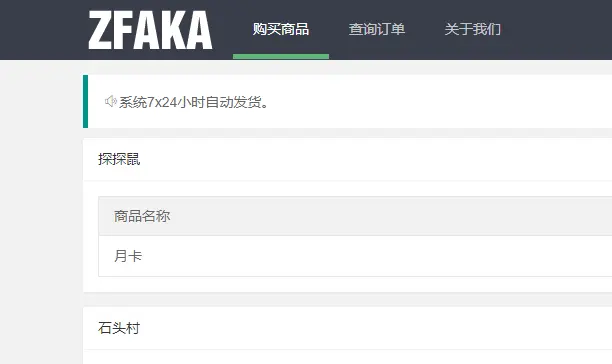 ZFAKA 购买商品 查询订单 关于我们
系统7x24小时自动发货。
探探鼠
商品名称
月卡
石头村